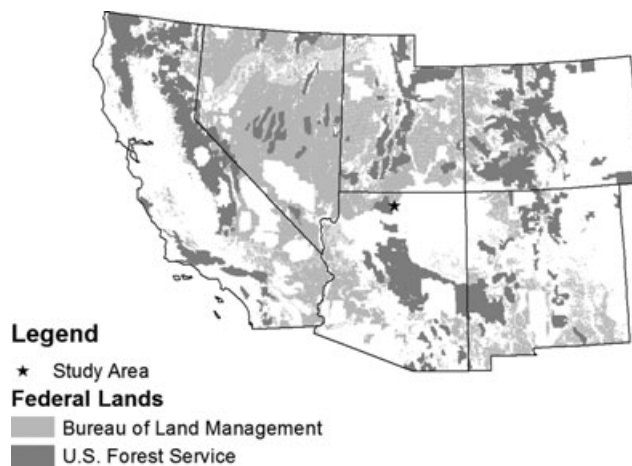 Legend
Study Area
Federal Lands
Bureau of Land Management
U.S. Forest Service